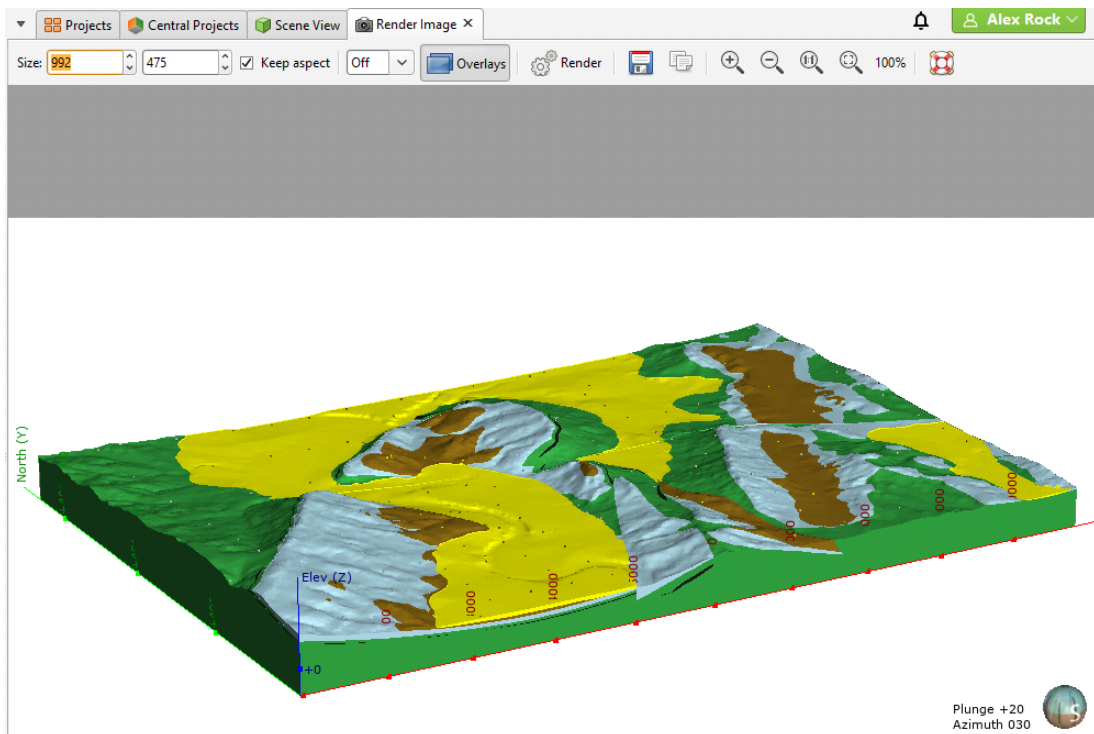 Projects Central Projects Scene View Render Image Alex Rock
Size: 992 475 Keep aspect Off Overlays Render 100%
North (Y)
Elev (Z)
+0
Plunge +20
Azimuth 030
S